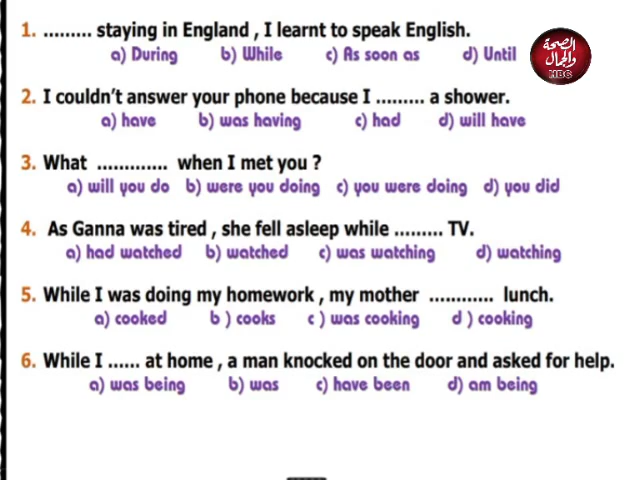 1. ......... staying in England , I learnt to speak English.
a) During b) While c) As soon as d) Until
الصحة
والجمال
HBC
2. I couldn't answer your phone because I ......... a shower.
a) have b) was having c) had d) will have
3. What ............. when I met you ?
a) will you do b) were you doing c) you were doing d) you did
4. As Ganna was tired , she fell asleep while ......... TV.
a) had watched b) watched c) was watching d) watching
5. While I was doing my homework , my mother ............ lunch.
a) cooked b ) cooks c ) was cooking d ) cooking
6. While I ...... at home , a man knocked on the door and asked for help.
a) was being b) was c) have been d) am being